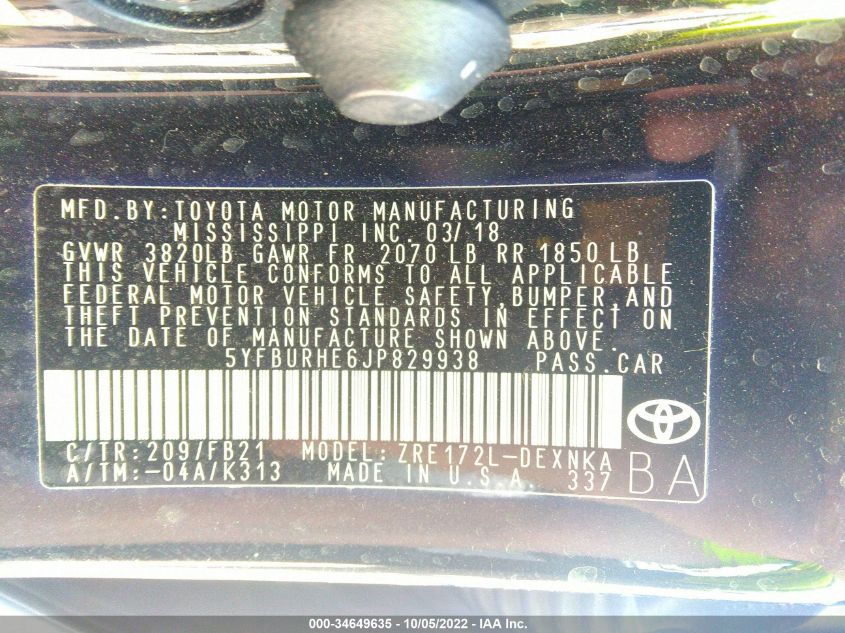 MFD.BY:TOYOTA MOTOR MANUFACTURING
MISSISSIPPI INC. 03/18
GVWR 3820LB GAWR FR 2070 LB RR 1850 LB
THIS VEHICLE CONFORMS TO ALL APPLICABLE
FEDERAL MOTOR VEHICLE SAFETY,BUMPER,AND
THEFT PREVENTION STANDARDS IN EFFECT ON
THE DATE OF MANUFACTURE SHOWN ABOVE.
5YFBURHE6JP829938 PASS.CAR
C/TR:209/FB21 MODEL:ZRE172L-DEXNKA
A/TM:-04A/K313 MADE IN U.S.A. 337
BA
000-34649635 - 10/05/2022 - IAA Inc.